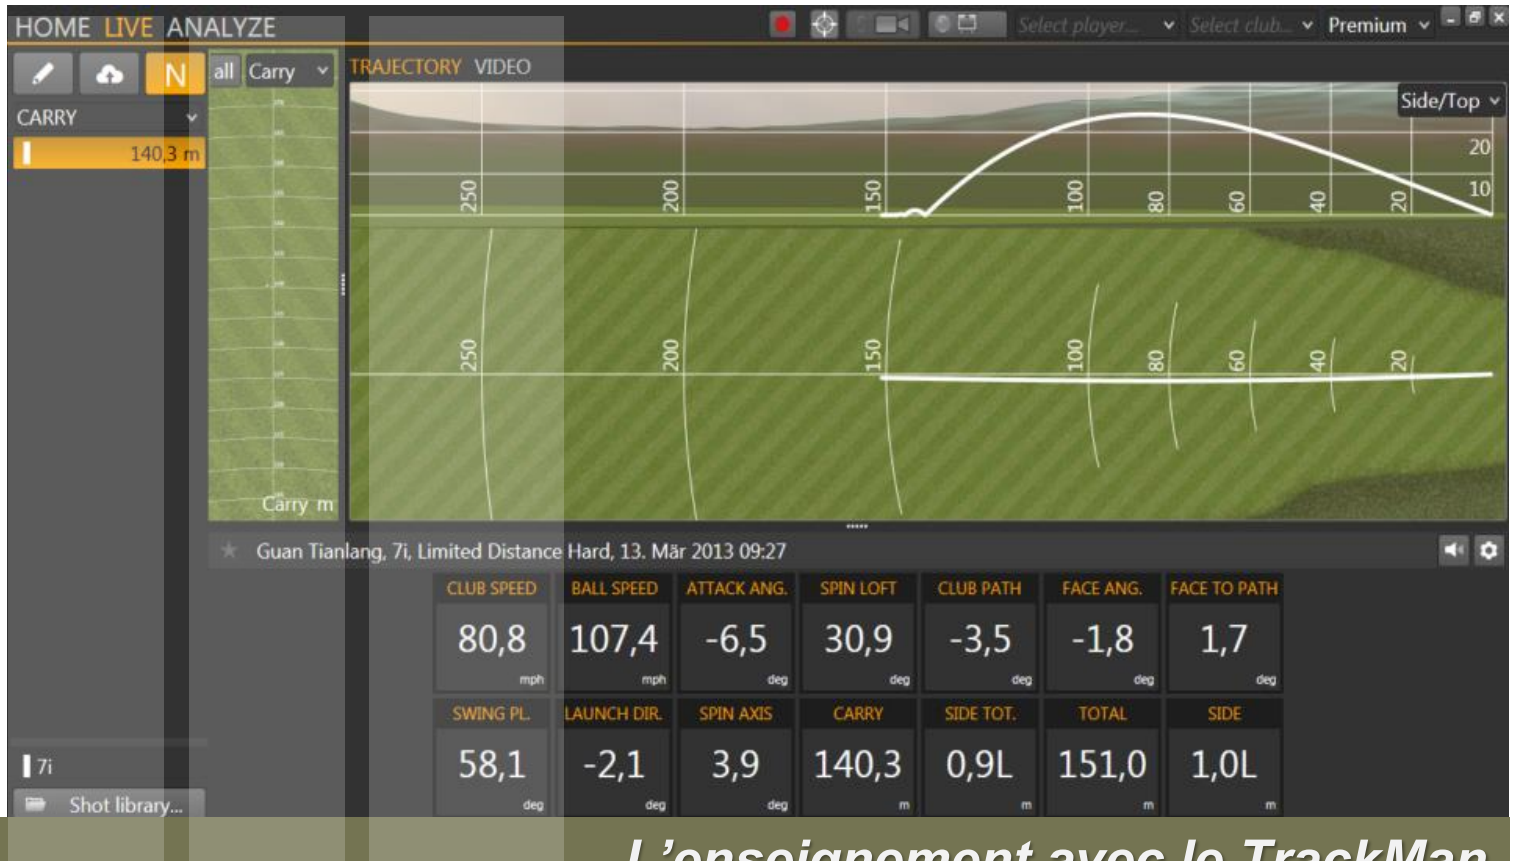 HOME LIVE ANALYZE
Select player... Select club... Premium
N all Carry TRAJECTORY VIDEO
CARRY
140,3 m
Side/Top
20
10
250 200 150 100 80 60 40 20
250 200 150 100 80 60 40 20
Carry m
Guan Tianlang, 7i, Limited Distance Hard, 13. Mär 2013 09:27
CLUB SPEED BALL SPEED ATTACK ANG. SPIN LOFT CLUB PATH FACE ANG. FACE TO PATH
80,8 107,4 -6,5 30,9 -3,5 -1,8 1,7
mph mph deg deg deg deg deg
SWING PL. LAUNCH DIR. SPIN AXIS CARRY SIDE TOT. TOTAL SIDE
58,1 -2,1 3,9 140,3 0,9L 151,0 1,0L
deg deg deg m m m m
7i
Shot library...
L'enseignement avec le TrackMan